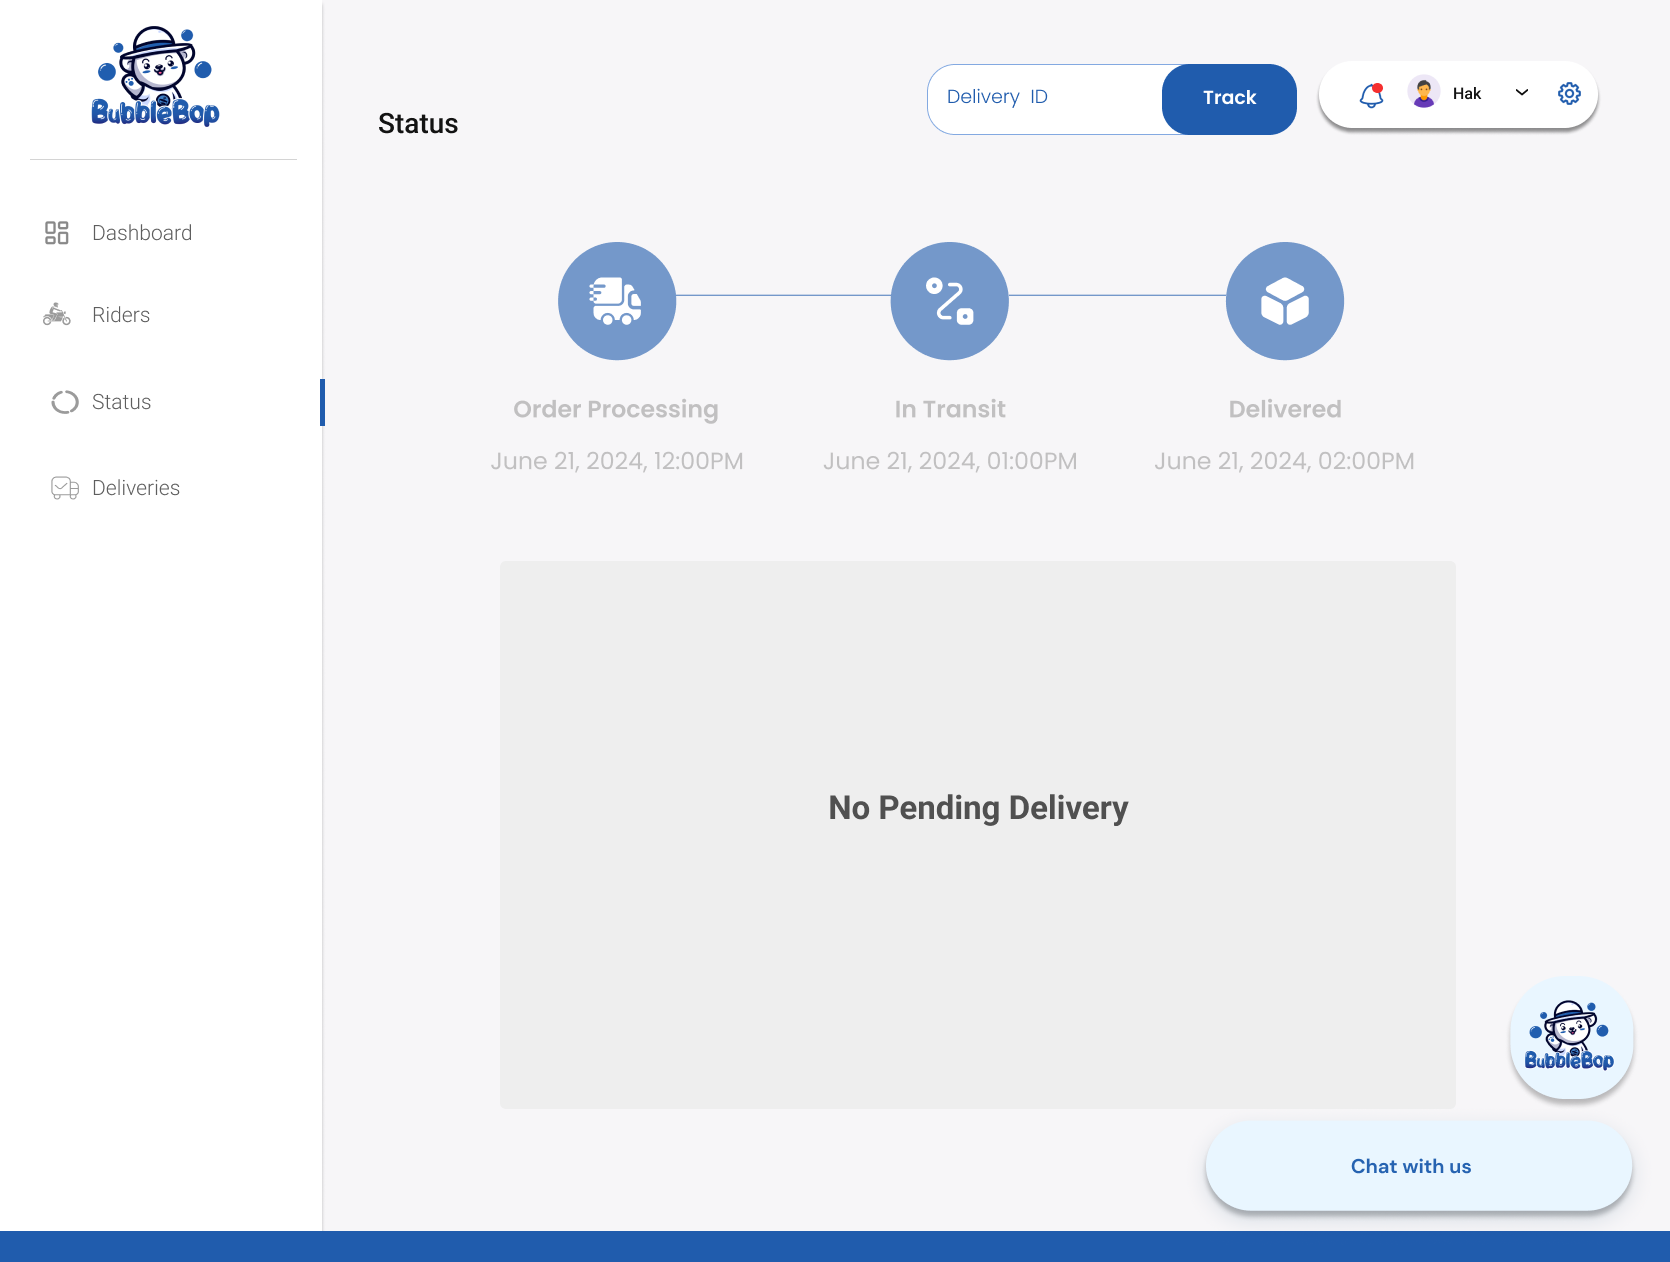 BubbleBop
Delivery ID
Track
Hak
Status
Dashboard
Riders
Status
Deliveries
Order Processing
In Transit
Delivered
June 21, 2024, 12:00PM
June 21, 2024, 01:00PM
June 21, 2024, 02:00PM
No Pending Delivery
BubbleBop
Chat with us